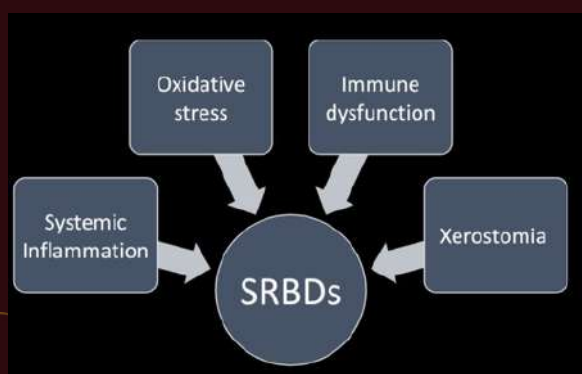 Oxidative
stress
Immune
dysfunction
Systemic
Inflammation
Xerostomia
SRBDs